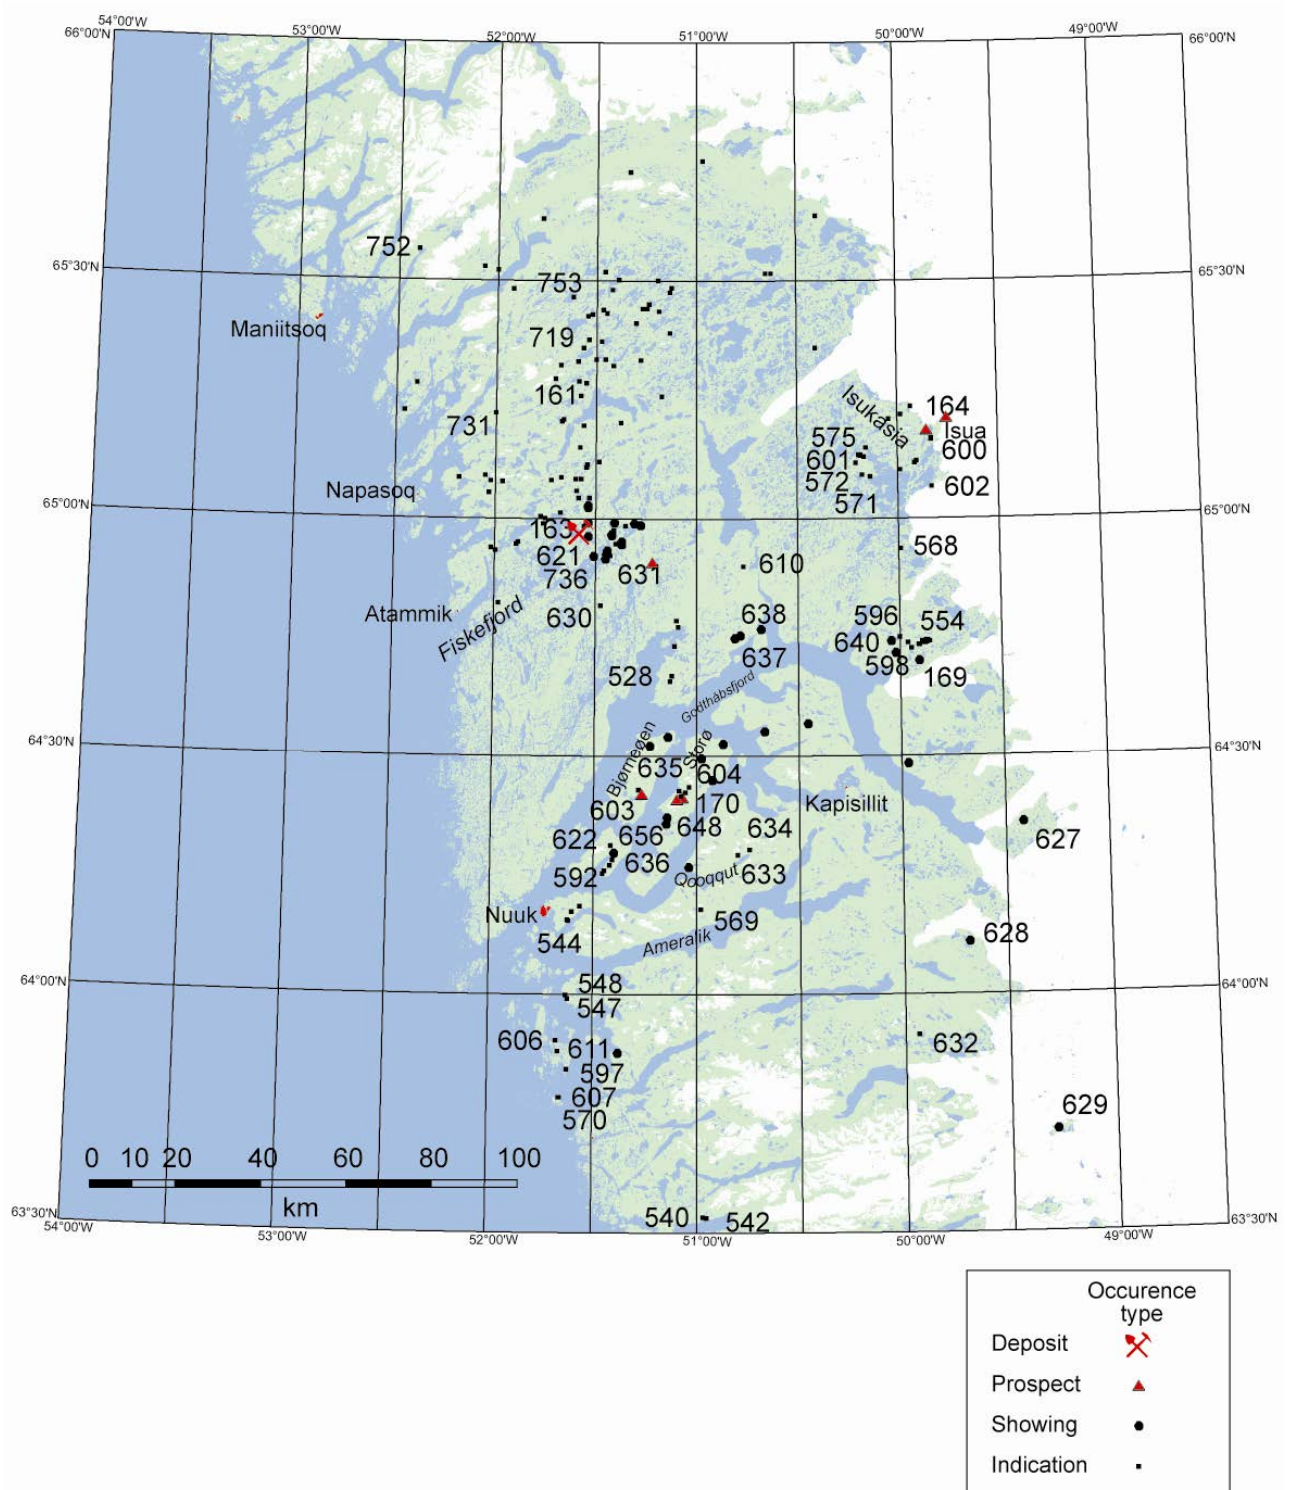 54°00'W
53°00'W
52°00'W
51°00'W
50°00'W
49°00'W
66°00'N
66°00'N
752
65°30'N
753
65°30'N
Maniitsoq
719
161
Isukasia
164
731
575
Isua
600
601
Napasoq
572
602
571
65°00'N
65°00'N
163
621
568
736
631
610
Atammik
Fiskefjord
630
638
596
554
640
637
598
528
169
Godthåbsfjord
64°30'N
Bjørneøen
Storø
64°30'N
635
604
603
170
Kapisillit
622
656
648
634
627
636
592
Qooqqut
633
Nuuk
569
544
Ameralik
628
64°00'N
548
64°00'N
547
606
611
632
597
607
570
629
0 10 20 40 60 80 100
km
63°30'N
540
542
63°30'N
54°00'W
53°00'W
52°00'W
51°00'W
50°00'W
49°00'W
Occurence
type
Deposit
Prospect
Showing
Indication